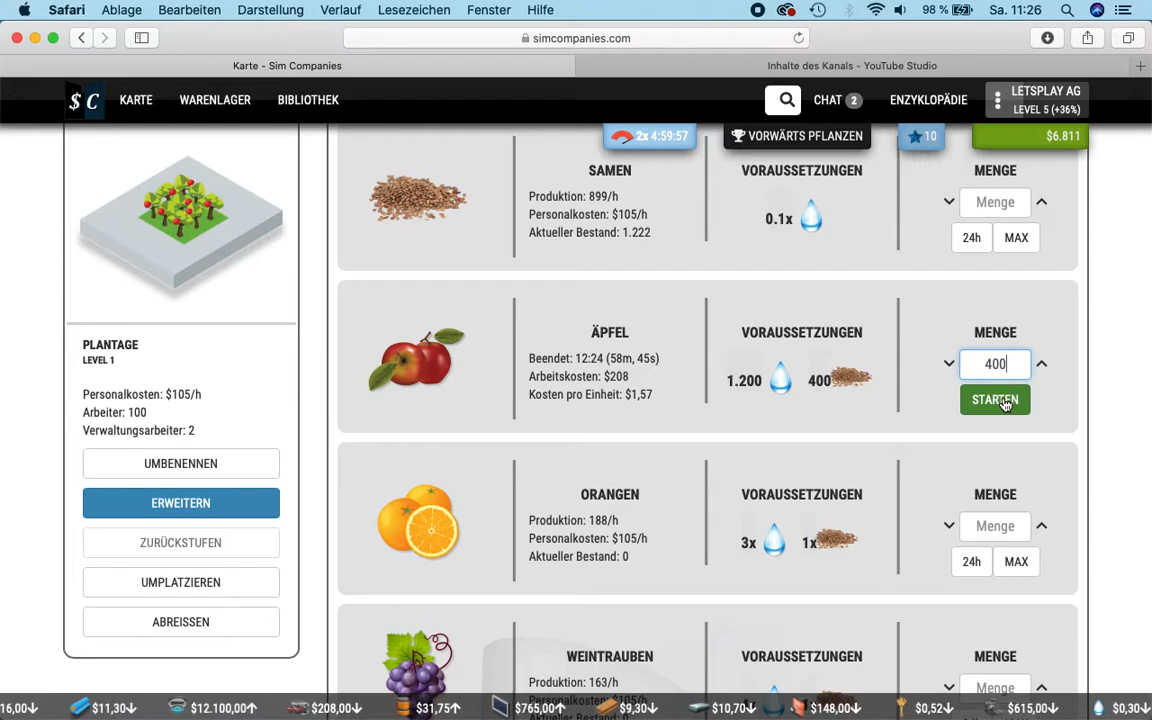 Safari Ablage Bearbeiten Darstellung Verlauf Lesezeichen Fenster Hilfe 98 % Sa. 11:26
simcompanies.com
Karte - Sim Companies Inhalte des Kanals - YouTube Studio
$ C KARTE WARENLAGER BIBLIOTHEK CHAT 2 ENZYKLOPÄDIE LETSPLAY AG
LEVEL 5 (+36%)
2x 4:59:57 VORWÄRTS PFLANZEN 10 $6.811
SAMEN VORAUSSETZUNGEN MENGE
Produktion: 899/h
Personalkosten: $105/h
Aktueller Bestand: 1.222
0.1x
Menge
24h MAX
PLANTAGE
LEVEL 1
Personalkosten: $105/h
Arbeiter: 100
Verwaltungsarbeiter: 2
UMBENENNEN
ERWEITERN
ZURÜCKSTUFEN
UMPLATZIEREN
ABREISSEN
ÄPFEL VORAUSSETZUNGEN MENGE
Beendet: 12:24 (58m, 45s)
Arbeitskosten: $208
Kosten pro Einheit: $1,57
1.200 400
400
STARTEN
ORANGEN VORAUSSETZUNGEN MENGE
Produktion: 188/h
Personalkosten: $105/h
Aktueller Bestand: 0
3x 1x
Menge
24h MAX
WEINTRAUBEN VORAUSSETZUNGEN MENGE
Produktion: 163/h
Personalkosten: $105/h
Menge
16,00↓ $11,30↓ $12.100,00↑ $208,00↓ $31,75↑ $765,00↑ $9,30↓ $10,70↓ $148,00↓ $0,52↓ $615,00↓ $0,30↓